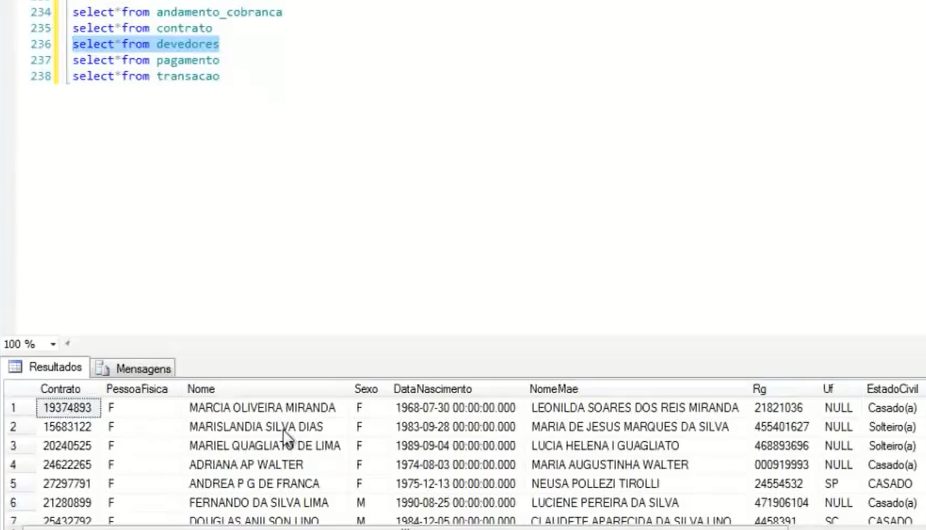 234 select*from andamento_cobranca
235 select*from contrato
236 select*from devedores
237 select*from pagamento
238 select*from transacao
100 %
Resultados Mensagens
Contrato PessoaFisica Nome Sexo DataNascimento NomeMae Rg Uf EstadoCivil
1 19374893 F MARCIA OLIVEIRA MIRANDA F 1968-07-30 00:00:00.000 LEONILDA SOARES DOS REIS MIRANDA 21821036 NULL Casado(a)
2 15683122 F MARISLANDIA SILVA DIAS F 1983-09-28 00:00:00.000 MARIA DE JESUS MARQUES DA SILVA 455401627 NULL Solteiro(a)
3 20240525 F MARIEL QUAGLIATO DE LIMA F 1989-09-04 00:00:00.000 LUCIA HELENA I GUAGLIATO 468893696 NULL Solteiro(a)
4 24622265 F ADRIANA AP WALTER F 1974-08-03 00:00:00.000 MARIA AUGUSTINHA WALTER 000919993 NULL Casado(a)
5 27297791 F ANDREA P G DE FRANCA F 1975-12-13 00:00:00.000 NEUSA POLLEZI TIROLLI 24554532 SP CASADO
6 21280899 F FERNANDO DA SILVA LIMA M 1990-08-25 00:00:00.000 LUCIENE PEREIRA DA SILVA 471906104 NULL Casado(a)
7 25432792 F DOUGLAS ANILSON LINO M 1984-12-05 00:00:00.000 CLAUDETE APARECIDA DA SILVA LINO 4458391 SC CASADO